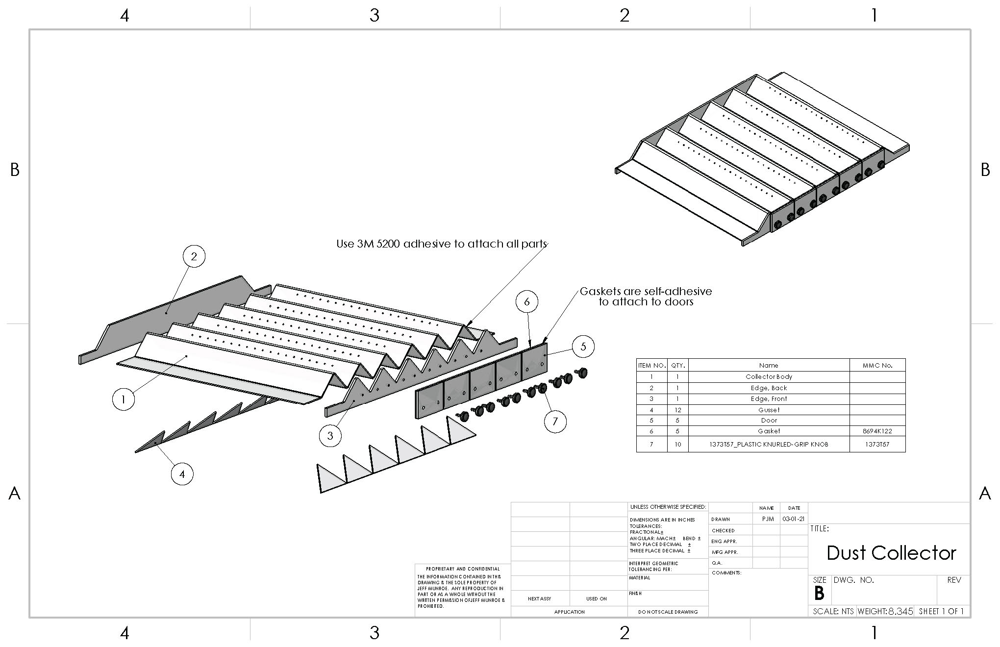 4 3 2 1
B B
Use 3M 5200 adhesive to attach all parts
2
Gaskets are self-adhesive
to attach to doors
6
5
1
7
3
4
ITEM NO. QTY. Name MMC No.
1 1 Collector Body
2 1 Edge, Back
3 1 Edge, Front
4 12 Gusset
5 5 Door
6 5 Gasket 8694K122
7 10 1373T57_PLASTIC KNURLED-GRIP KNOB 1373T57
A A
PROPRIETARY AND CONFIDENTIAL
THE INFORMATION CONTAINED IN THIS
DRAWING IS THE SOLE PROPERTY OF
JEFF MUNROE. ANY REPRODUCTION IN
PART OR AS A WHOLE WITHOUT THE
WRITTEN PERMISSION OF JEFF MUNROE IS
PROHIBITED.
NEXT ASSY USED ON
APPLICATION
UNLESS OTHERWISE SPECIFIED:
DIMENSIONS ARE IN INCHES
TOLERANCES:
FRACTIONAL±
ANGULAR: MACH± BEND ±
TWO PLACE DECIMAL ±
THREE PLACE DECIMAL ±
INTERPRET GEOMETRIC
TOLERANCING PER:
MATERIAL
FINISH
DO NOT SCALE DRAWING
NAME DATE
DRAWN PJM 03-01-21
CHECKED
ENG APPR.
MFG APPR.
Q.A.
COMMENTS:
TITLE:
Dust Collector
SIZE DWG. NO. REV
B
SCALE: NTS WEIGHT: 8.345 SHEET 1 OF 1
4 3 2 1